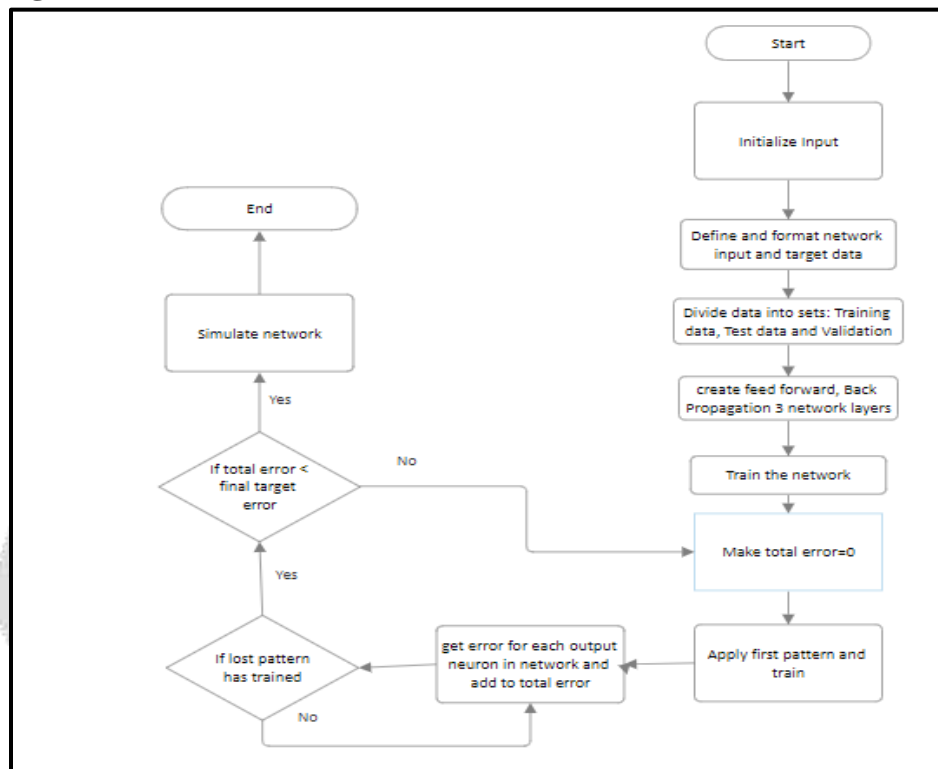 Start
Initialize Input
Define and format network
input and target data
Divide data into sets: Training
data, Test data and Validation
create feed forward, Back
Propagation 3 network layers
Train the network
Make total error=0
Apply first pattern and
train
get error for each output
neuron in network and
add to total error
If lost pattern
has trained
No
Yes
If total error <
final target
error
No
Yes
Simulate network
End